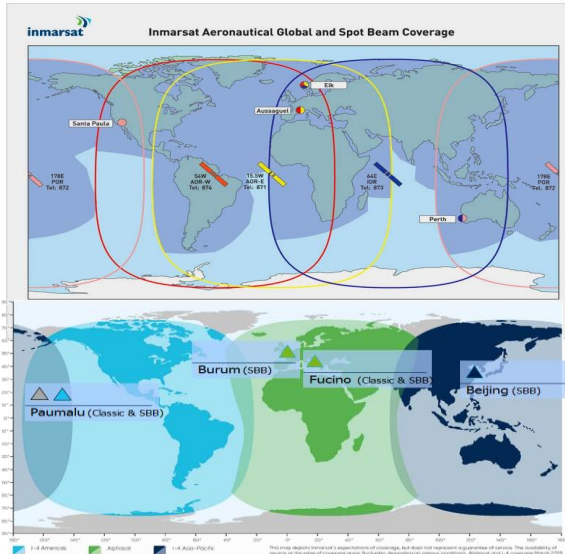 inmarsat
Inmarsat Aeronautical Global and Spot Beam Coverage
Eik
Aussaguel
Santa Paula
178E
POR
Tel: 872
54W
AOR-W
Tel: 874
15.5W
AOR-E
Tel: 871
64E
IOR
Tel: 873
178E
POR
Tel: 872
Perth
Burum (SBB)
Fucino (Classic & SBB)
Beijing (SBB)
Paumalu (Classic & SBB)
I-4 Americas
Alphasat
I-4 Asia-Pacific
This map depicts Inmarsat's expectations of coverage, but does not represent a guarantee of service. The availability of